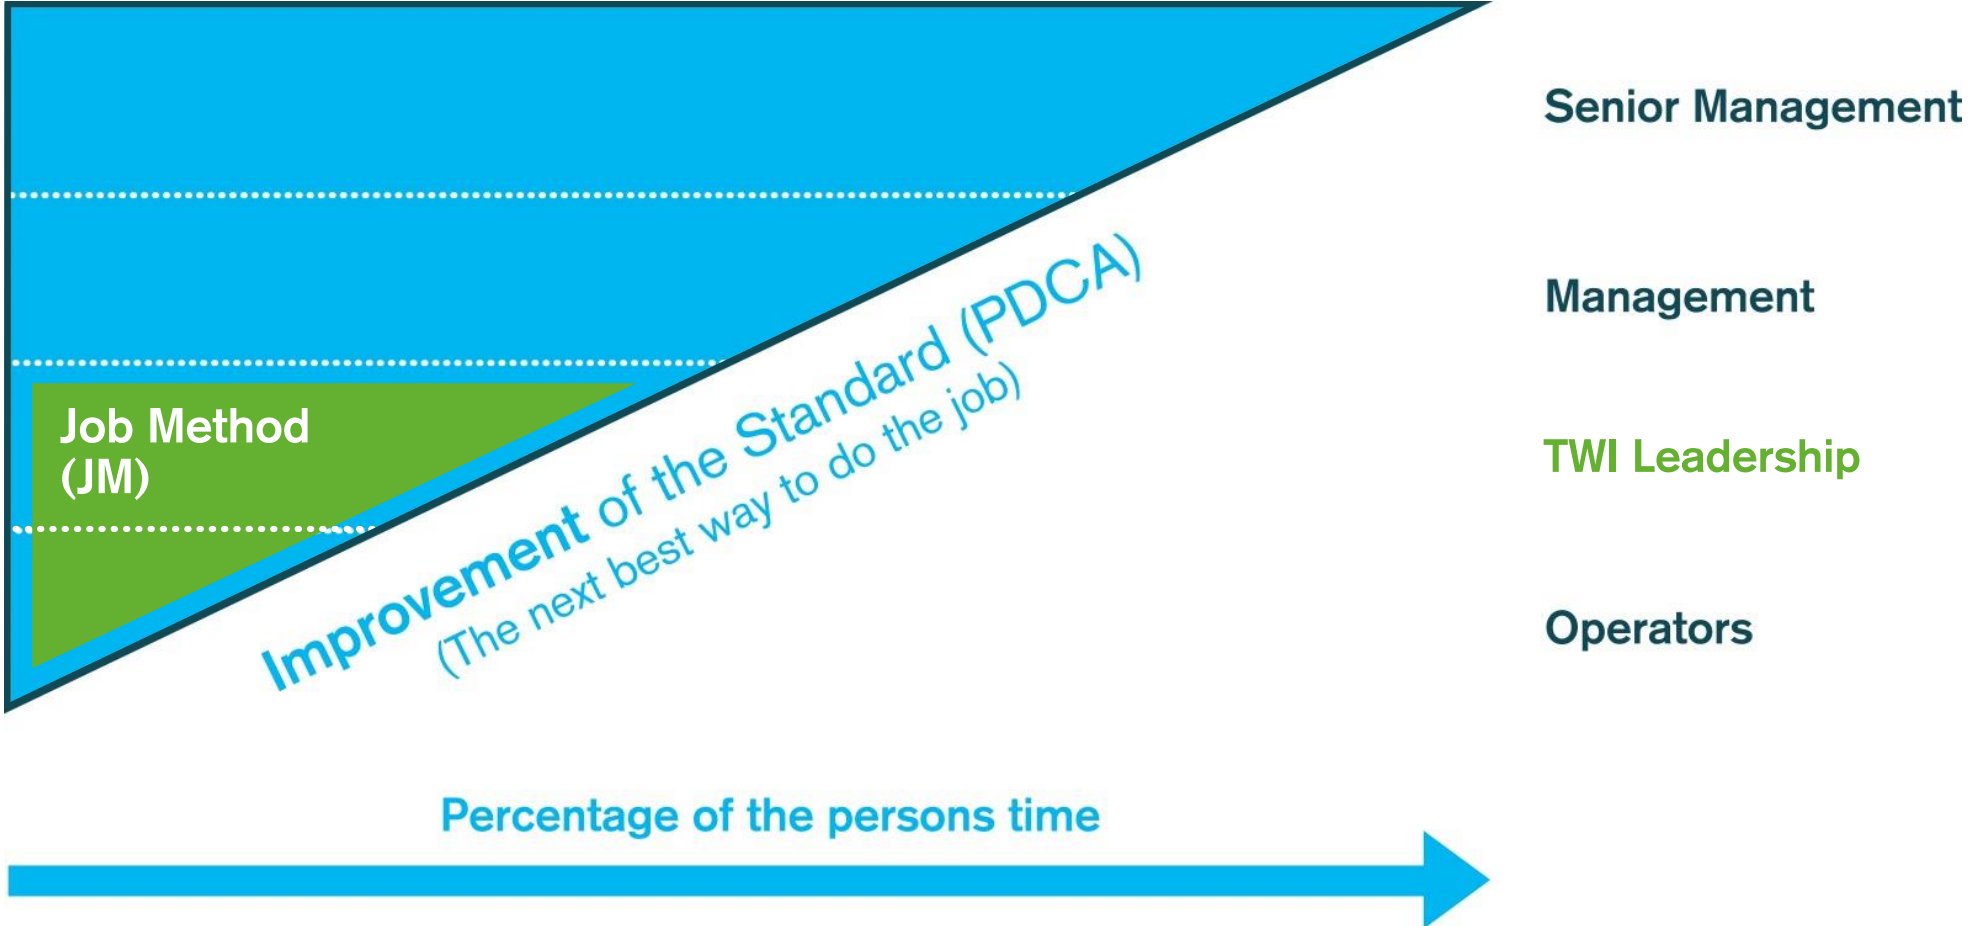 Senior Management
Management
Job Method
(JM)
TWI Leadership
Improvement of the Standard (PDCA)
(The next best way to do the job)
Operators
Percentage of the persons time